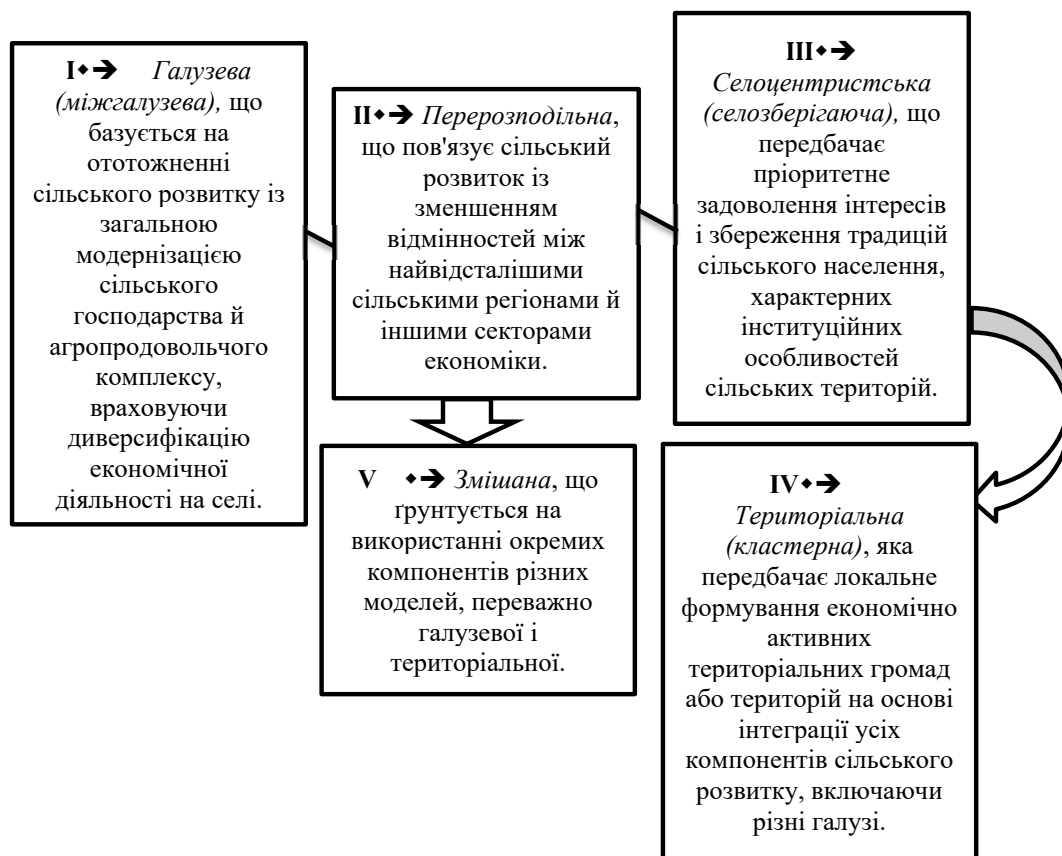 I⬥➔ Галузева
(міжгалузева), що
базується на
ототожненні
сільського розвитку із
загальною
модернізацією
сільського
господарства й
агропродовольчого
комплексу,
враховуючи
диверсифікацію
економічної
діяльності на селі.
II⬥➔ Перерозподільна,
що пов'язує сільський
розвиток із
зменшенням
відмінностей між
найвідсталішими
сільськими регіонами й
іншими секторами
економіки.
III⬥➔
Селоцентристська
(селозберігаюча), що
передбачає
пріоритетне
задоволення інтересів
і збереження традицій
сільського населення,
характерних
інституційних
особливостей
сільських територій.
IV⬥➔
Територіальна
(кластерна), яка
передбачає локальне
формування економічно
активних
територіальних громад
або територій на основі
інтеграції усіх
компонентів сільського
розвитку, включаючи
різні галузі.
V ⬥➔ Змішана, що
ґрунтується на
використанні окремих
компонентів різних
моделей, переважно
галузевої і
територіальної.